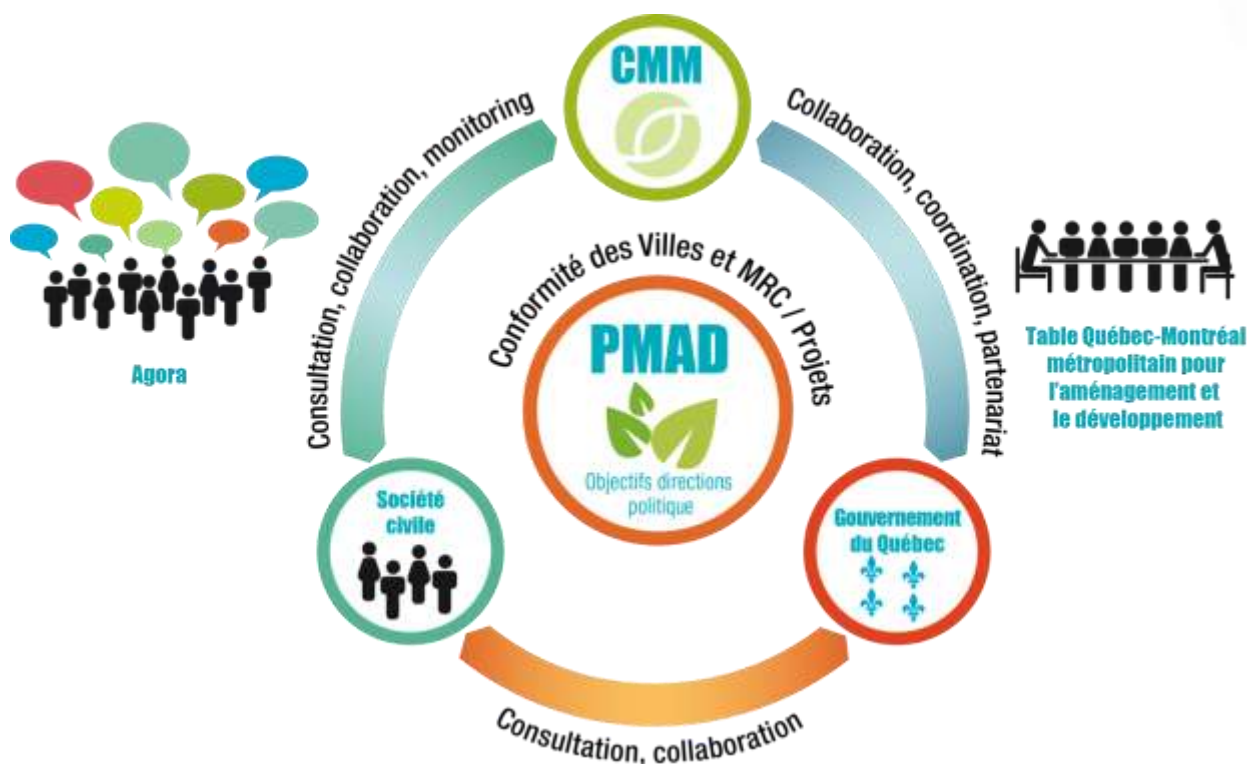 CMM
Consultation, collaboration, monitoring
Collaboration, coordination, partenariat
Agora
Conformité des Villes et MRC / Projets
PMAD
Objectifs directions
politique
Table Québec-Montréal
métropolitain pour
l'aménagement et
le développement
Société
civile
Gouvernement
du Québec
Consultation, collaboration